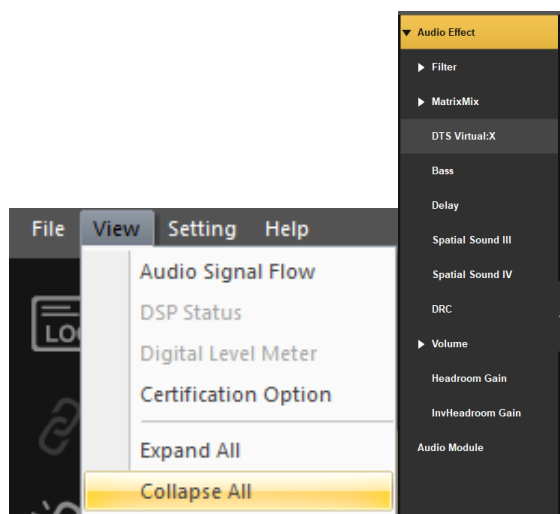 File View Setting Help
LOG
Audio Signal Flow
DSP Status
Digital Level Meter
Certification Option
Expand All
Collapse All
Audio Effect
Filter
MatrixMix
DTS Virtual:X
Bass
Delay
Spatial Sound III
Spatial Sound IV
DRC
Volume
Headroom Gain
InvHeadroom Gain
Audio Module